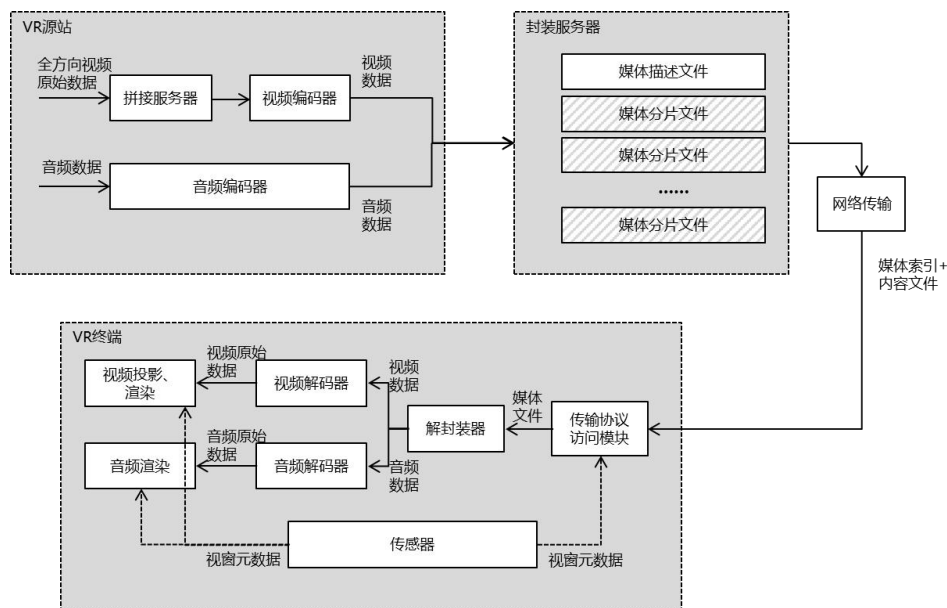 VR源站
全方向视频
原始数据
拼接服务器
视频编码器
视频
数据
音频数据
音频编码器
音频
数据
封装服务器
媒体描述文件
媒体分片文件
媒体分片文件
......
媒体分片文件
网络传输
媒体索引+
内容文件
VR终端
视频投影、
渲染
视频原始
数据
视频解码器
视频
数据
音频渲染
音频原始
数据
音频解码器
音频
数据
解封装器
媒体
文件
传输协议
访问模块
传感器
视窗元数据
视窗元数据